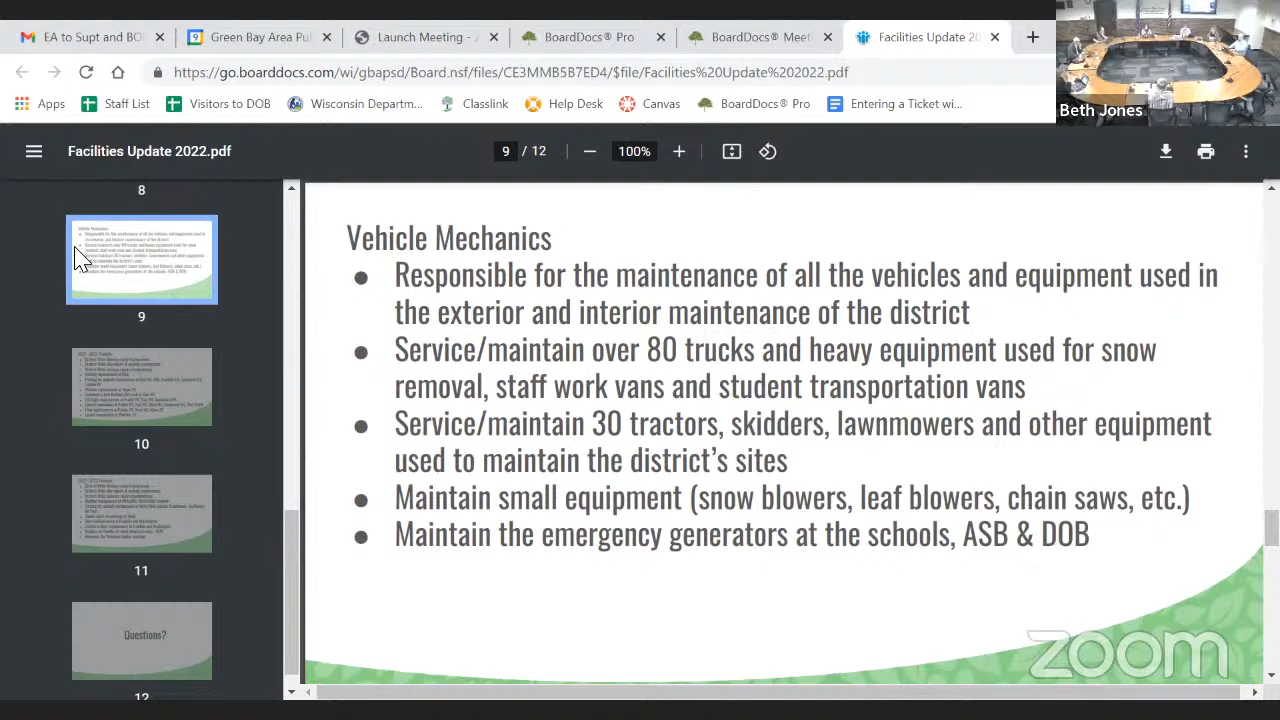 EA to Supt and BO
Green Bay Area Pu
Launch Meeting
BoardDocs® Pro
BoardDocs® Meet
Facilities Update 20
https://go.boarddocs.com/wi/gbapsd/Board.nsf/files/CE3MMB5B7ED4/$file/Facilities%20Update%202022.pdf
Apps
Staff List
Visitors to DOB
Wisconsin Departm...
Classlink
Help Desk
Canvas
BoardDocs® Pro
Entering a Ticket wi...
Beth Jones
Facilities Update 2022.pdf
9 / 12
100%
8
9
10
11
Questions?
12
Vehicle Mechanics
● Responsible for the maintenance of all the vehicles and equipment used in
the exterior and interior maintenance of the district
● Service/maintain over 80 trucks and heavy equipment used for snow
removal, staff work vans and student transportation vans
● Service/maintain 30 tractors, skidders, lawnmowers and other equipment
used to maintain the district's sites
● Maintain small equipment (snow blowers, leaf blowers, chain saws, etc.)
● Maintain the emergency generators at the schools, ASB & DOB
zoom